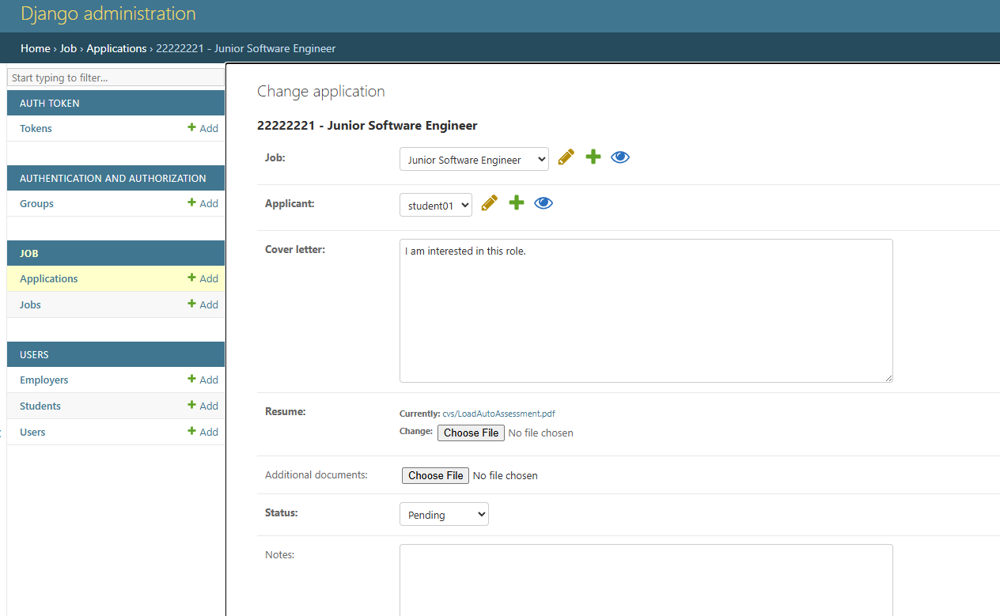 Django administration
Home › Job › Applications › 22222221 - Junior Software Engineer
Start typing to filter...
AUTH TOKEN
Tokens + Add
AUTHENTICATION AND AUTHORIZATION
Groups + Add
JOB
Applications + Add
Jobs + Add
USERS
Employers + Add
Students + Add
Users + Add
Change application
22222221 - Junior Software Engineer
Job: Junior Software Engineer
Applicant: student01
Cover letter: I am interested in this role.
Resume: Currently: cvs/LoadAutoAssessment.pdf
Change: Choose File No file chosen
Additional documents: Choose File No file chosen
Status: Pending
Notes: